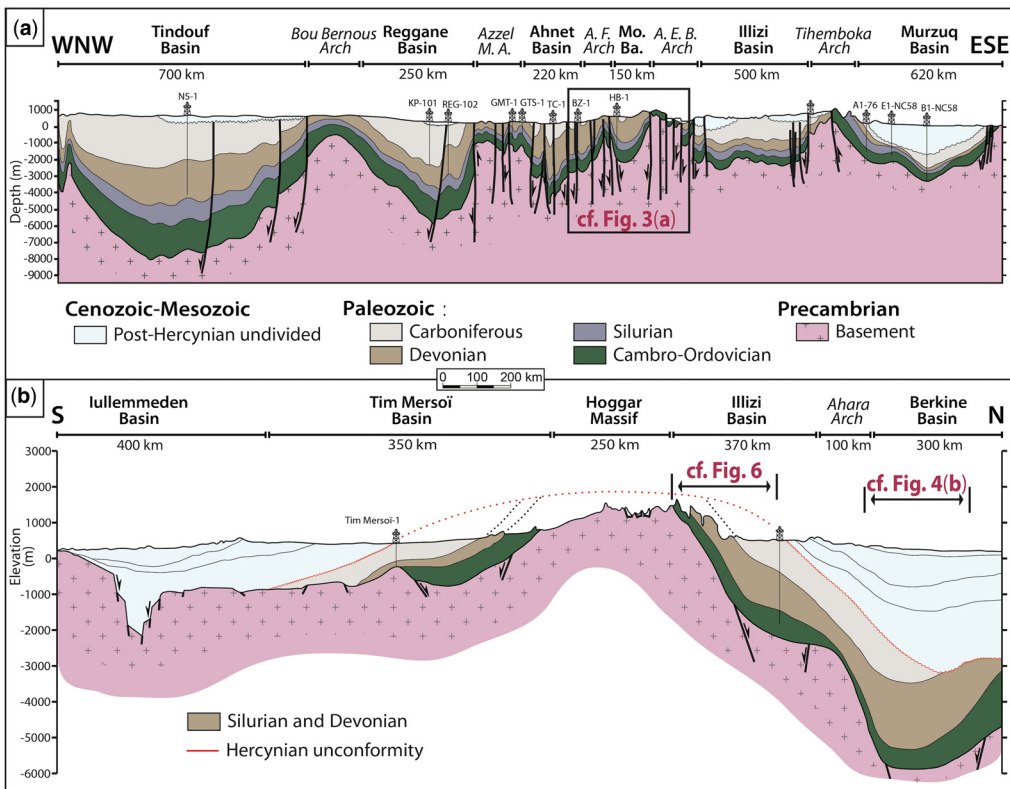 (a)
WNW
Tindouf
Basin
Bou Bernous
Arch
Reggane
Basin
Azzel
M. A.
Ahnet
Basin
A. F.
Arch
Mo.
Ba.
A. E. B.
Arch
Illizi
Basin
Tihemboka
Arch
Murzuq
Basin
ESE
700 km
250 km
220 km
150 km
500 km
620 km
N5-1
KP-101
REG-102
GMT-1
GTS-1
TC-1
BZ-1
HB-1
A1-76
E1-NC58
B1-NC58
Depth (m)
1000
0
-1000
-2000
-3000
-4000
-5000
-6000
-7000
-8000
-9000
cf. Fig. 3(a)
Cenozoic-Mesozoic
Post-Hercynian undivided
Paleozoic :
Carboniferous
Devonian
Silurian
Cambro-Ordovician
Precambrian
Basement
0 100 200 km
(b)
S
Iullemmeden
Basin
Tim Mersoï
Basin
Hoggar
Massif
Illizi
Basin
Ahara
Arch
Berkine
Basin
N
400 km
350 km
250 km
370 km
100 km
300 km
cf. Fig. 6
cf. Fig. 4(b)
Tim Mersoï-1
Elevation
(m)
3000
2000
1000
0
-1000
-2000
-3000
-4000
-5000
-6000
Silurian and Devonian
Hercynian unconformity